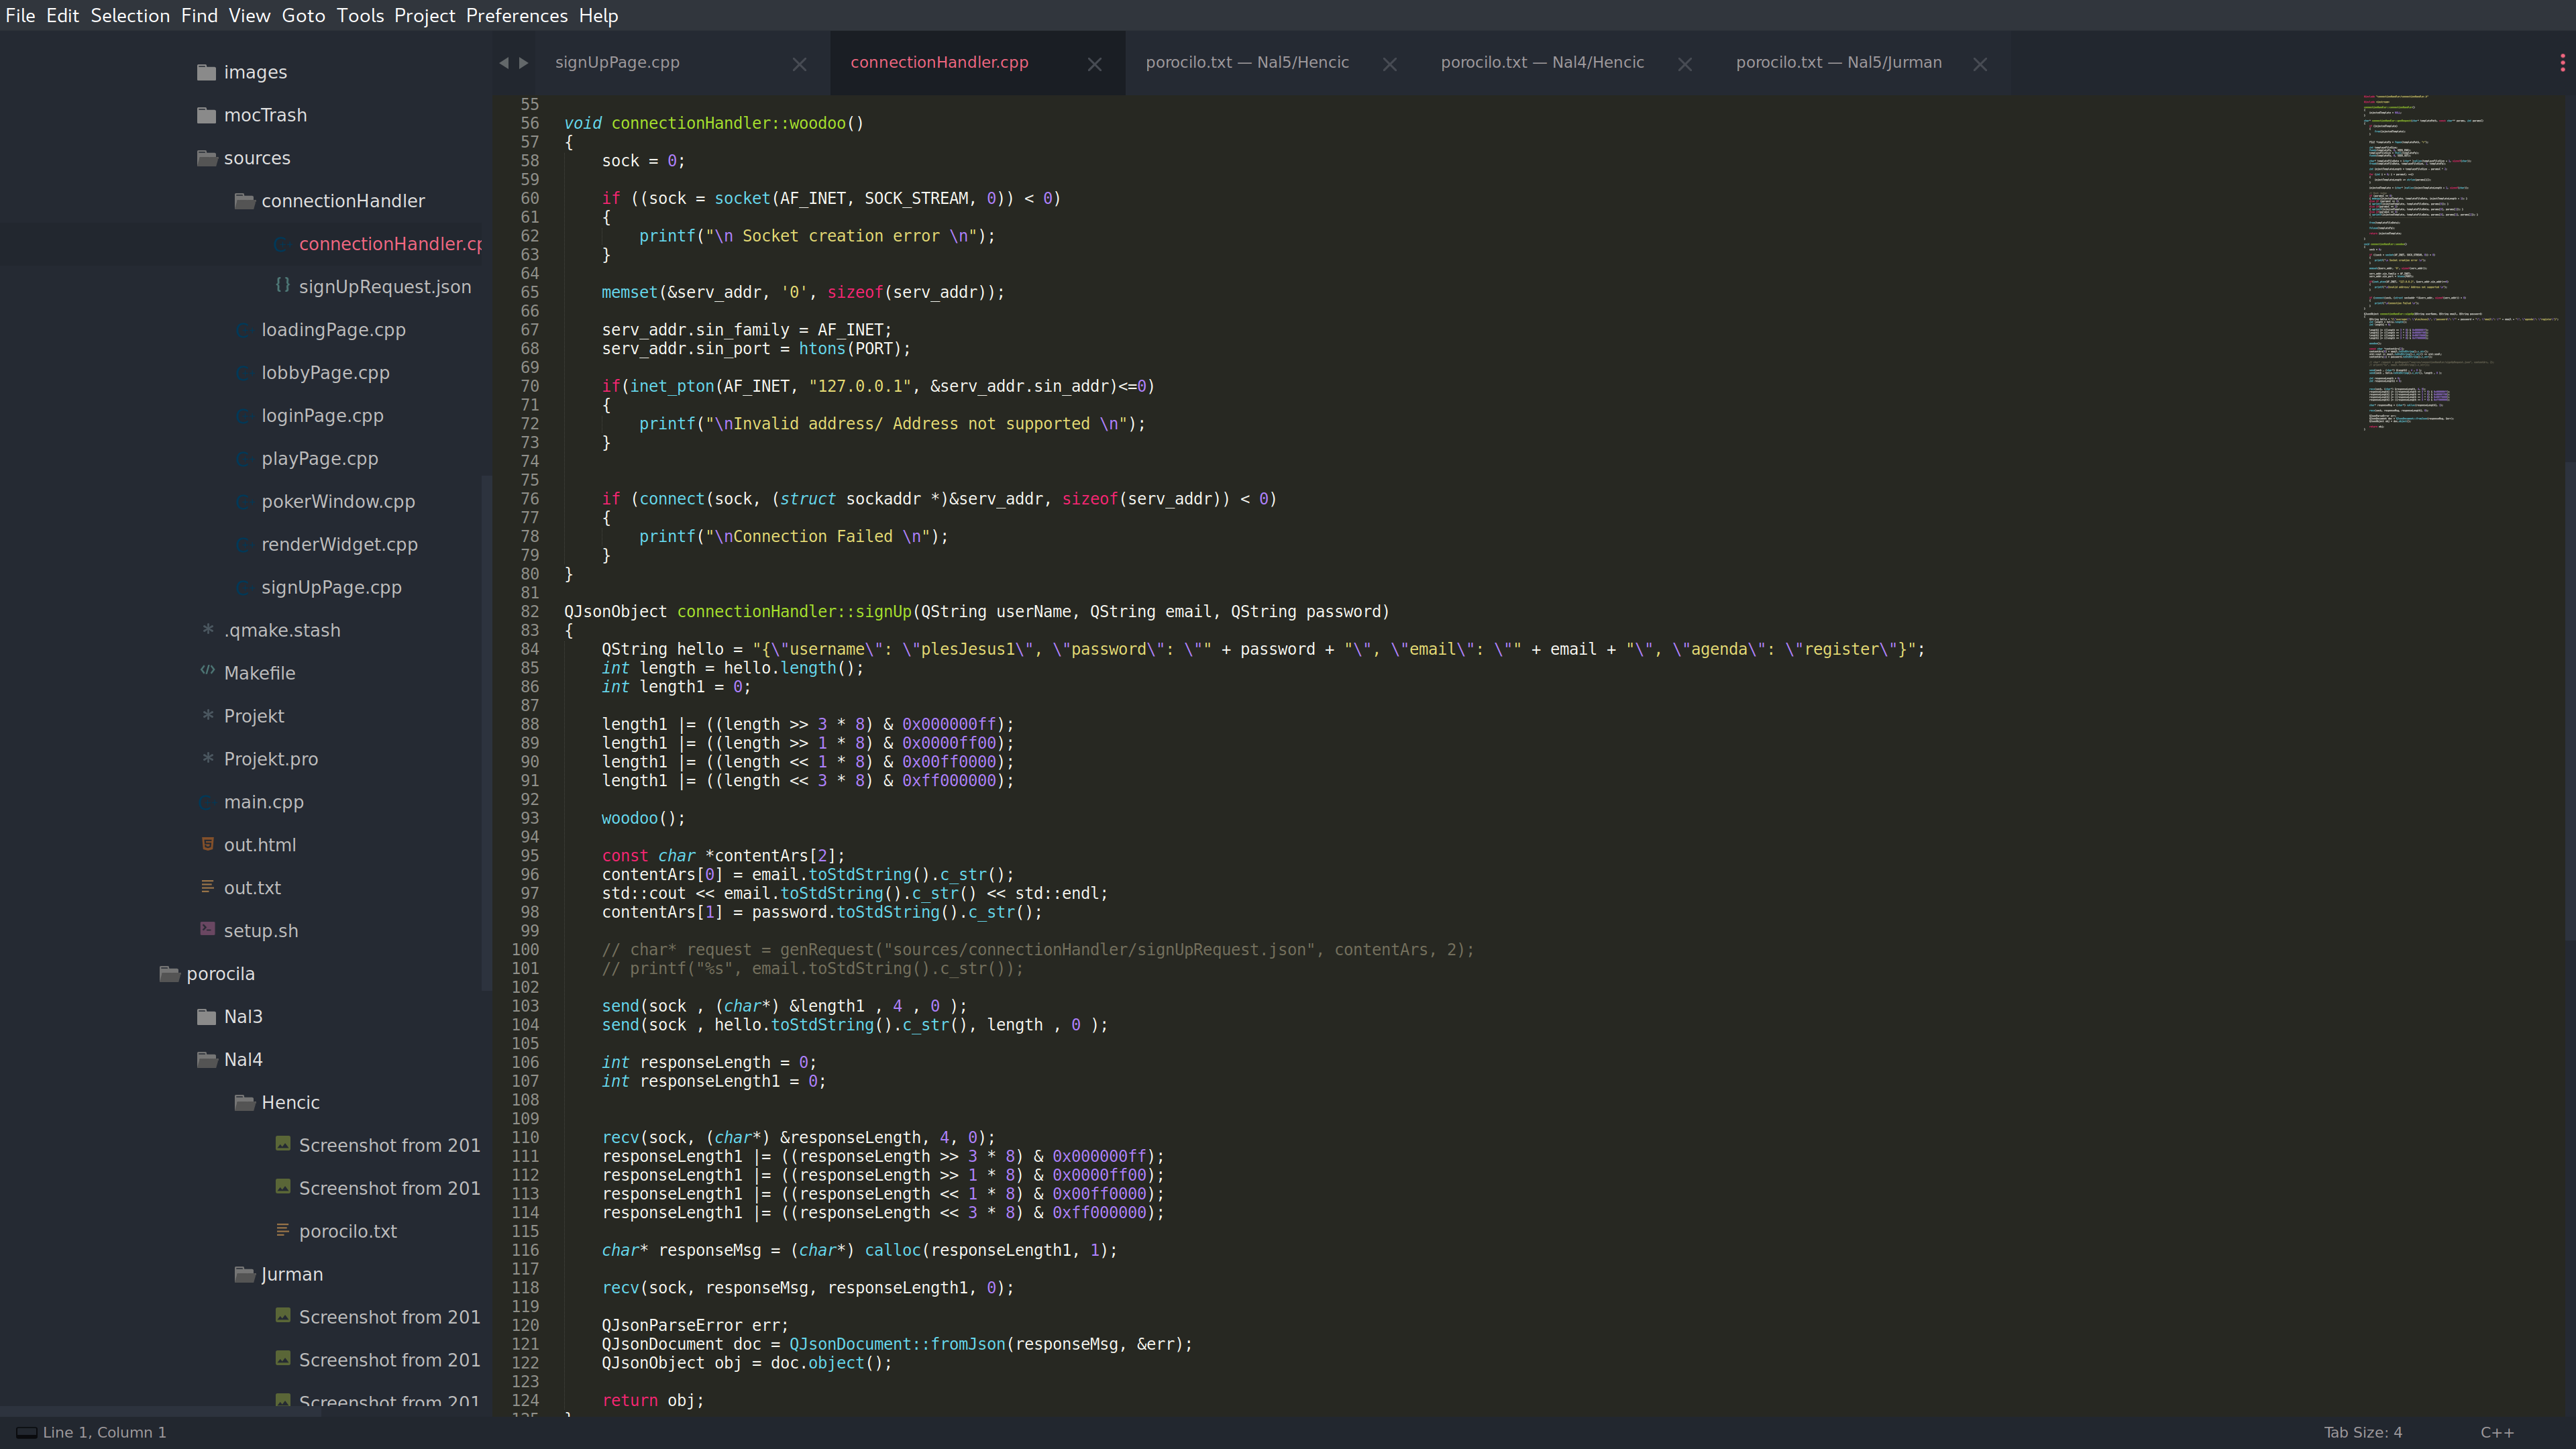 File Edit Selection Find View Goto Tools Project Preferences Help
images
mocTrash
sources
connectionHandler
connectionHandler.cp
signUpRequest.json
loadingPage.cpp
lobbyPage.cpp
loginPage.cpp
playPage.cpp
pokerWindow.cpp
renderWidget.cpp
signUpPage.cpp
.qmake.stash
Makefile
Projekt
Projekt.pro
main.cpp
out.html
out.txt
setup.sh
porocila
Nal3
Nal4
Hencic
Screenshot from 201
Screenshot from 201
porocilo.txt
Jurman
Screenshot from 201
Screenshot from 201
Screenshot from 201
signUpPage.cpp
connectionHandler.cpp
porocilo.txt — Nal5/Hencic
porocilo.txt — Nal4/Hencic
porocilo.txt — Nal5/Jurman
55
56 void connectionHandler::woodoo()
57 {
58 sock = 0;
59
60 if ((sock = socket(AF_INET, SOCK_STREAM, 0)) < 0)
61 {
62 printf("\n Socket creation error \n");
63 }
64
65 memset(&serv_addr, '0', sizeof(serv_addr));
66
67 serv_addr.sin_family = AF_INET;
68 serv_addr.sin_port = htons(PORT);
69
70 if(inet_pton(AF_INET, "127.0.0.1", &serv_addr.sin_addr)<=0)
71 {
72 printf("\nInvalid address/ Address not supported \n");
73 }
74
75
76 if (connect(sock, (struct sockaddr *)&serv_addr, sizeof(serv_addr)) < 0)
77 {
78 printf("\nConnection Failed \n");
79 }
80 }
81
82 QJsonObject connectionHandler::signUp(QString userName, QString email, QString password)
83 {
84 QString hello = "{\"username\": \"plesJesus1\", \"password\": \"" + password + "\", \"email\": \"" + email + "\", \"agenda\": \"register\"}";
85 int length = hello.length();
86 int length1 = 0;
87
88 length1 |= ((length >> 3 * 8) & 0x000000ff);
89 length1 |= ((length >> 1 * 8) & 0x0000ff00);
90 length1 |= ((length << 1 * 8) & 0x00ff0000);
91 length1 |= ((length << 3 * 8) & 0xff000000);
92
93 woodoo();
94
95 const char *contentArs[2];
96 contentArs[0] = email.toStdString().c_str();
97 std::cout << email.toStdString().c_str() << std::endl;
98 contentArs[1] = password.toStdString().c_str();
99
100 // char* request = genRequest("sources/connectionHandler/signUpRequest.json", contentArs, 2);
101 // printf("%s", email.toStdString().c_str());
102
103 send(sock , (char*) &length1 , 4 , 0 );
104 send(sock , hello.toStdString().c_str(), length , 0 );
105
106 int responseLength = 0;
107 int responseLength1 = 0;
108
109
110 recv(sock, (char*) &responseLength, 4, 0);
111 responseLength1 |= ((responseLength >> 3 * 8) & 0x000000ff);
112 responseLength1 |= ((responseLength >> 1 * 8) & 0x0000ff00);
113 responseLength1 |= ((responseLength << 1 * 8) & 0x00ff0000);
114 responseLength1 |= ((responseLength << 3 * 8) & 0xff000000);
115
116 char* responseMsg = (char*) calloc(responseLength1, 1);
117
118 recv(sock, responseMsg, responseLength1, 0);
119
120 QJsonParseError err;
121 QJsonDocument doc = QJsonDocument::fromJson(responseMsg, &err);
122 QJsonObject obj = doc.object();
123
124 return obj;
125 }
Line 1, Column 1
Tab Size: 4
C++